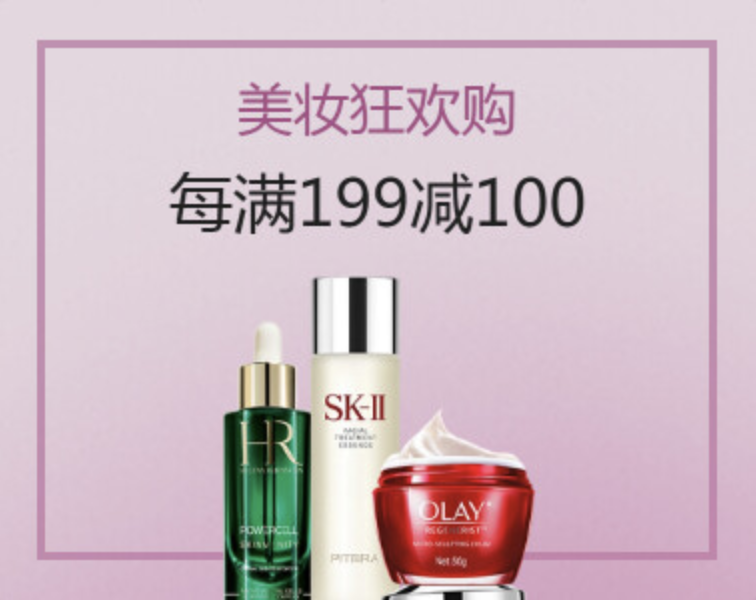 美妆狂欢购
每满199减100
HR
POWERCELL
SK-II
FACIAL
TREATMENT
ESSENCE
PITERA
OLAY
REGENERIST
Net 50g